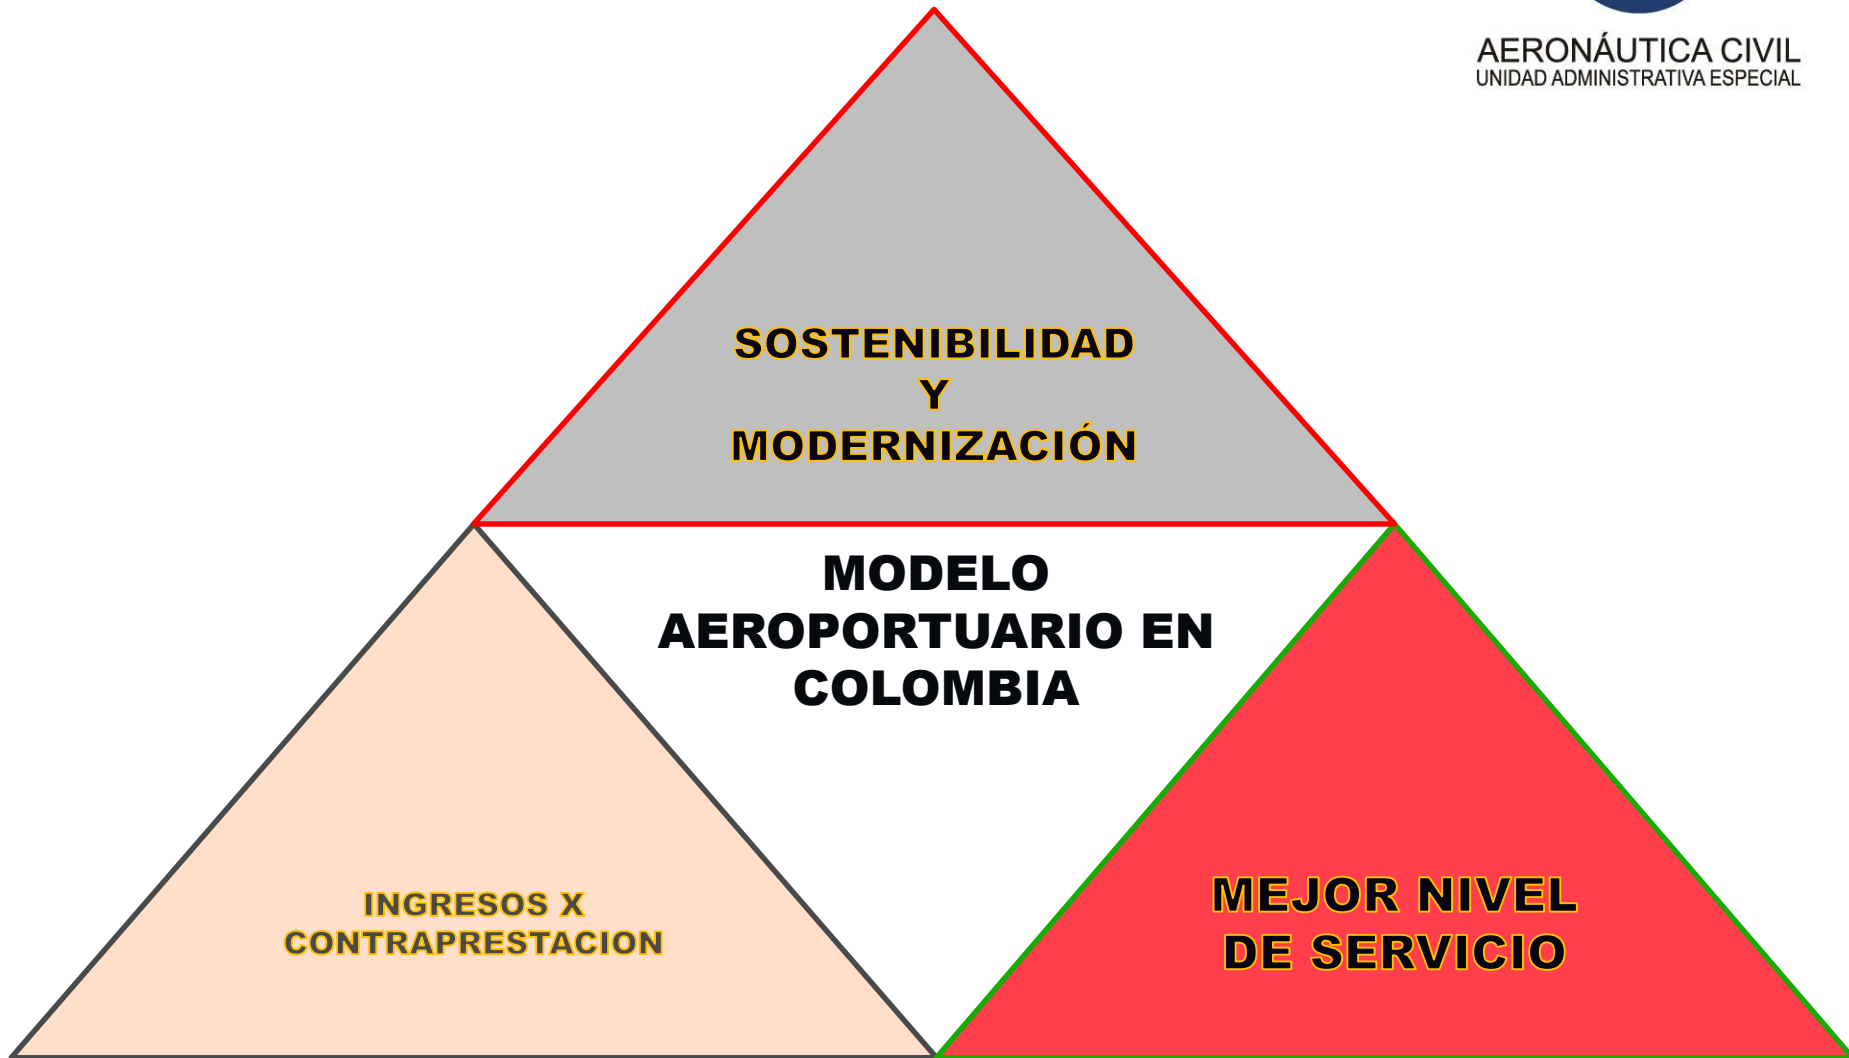 AERONÁUTICA CIVIL
UNIDAD ADMINISTRATIVA ESPECIAL
SOSTENIBILIDAD
Y
MODERNIZACIÓN
MODELO
AEROPORTUARIO EN
COLOMBIA
INGRESOS X
CONTRAPRESTACION
MEJOR NIVEL
DE SERVICIO